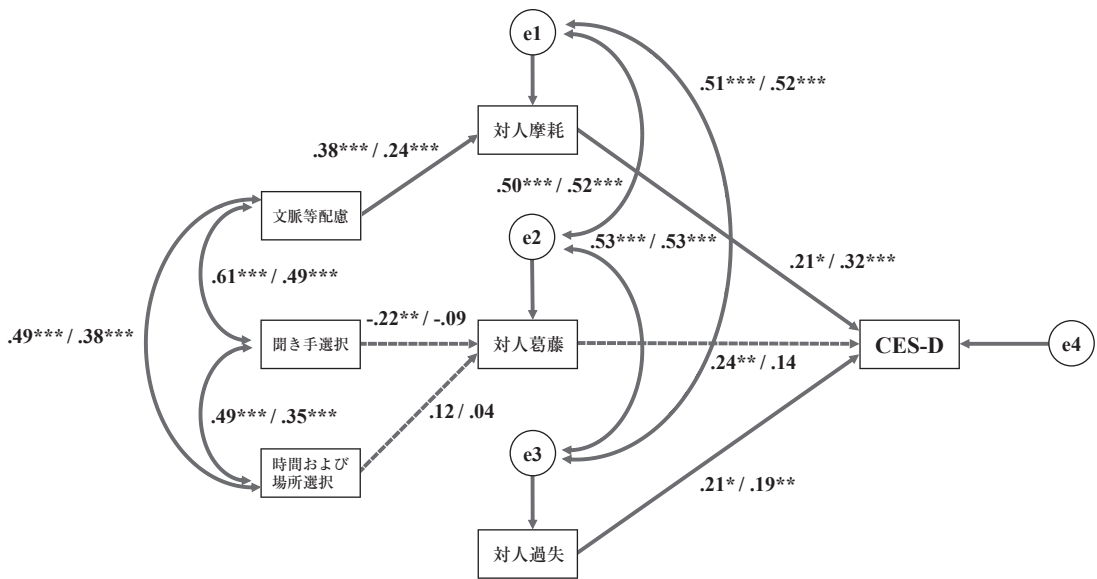 e1
.51***/ .52***
対人摩耗
.38***/ .24***
.50***/ .52***
文脈等配慮
e2
.53***/ .53***
.21*/ .32***
.61***/ .49***
.49***/ .38***
-.22**/ -.09
聞き手選択
対人葛藤
CES-D
e4
.24**/ .14
.49***/ .35***
.12 / .04
e3
時間および
場所選択
.21*/ .19**
対人過失